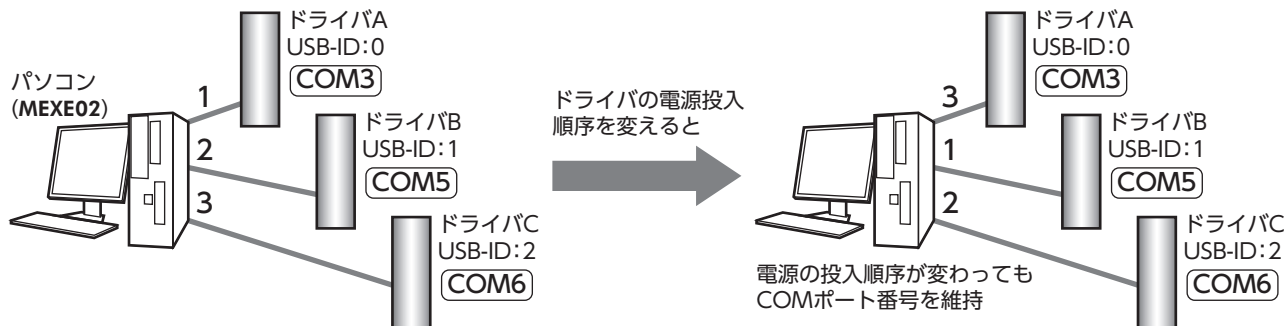 パソコン
(MEXE02)
1
2
3
ドライバA
USB-ID:0
COM3
ドライバB
USB-ID:1
COM5
ドライバC
USB-ID:2
COM6
ドライバの電源投入
順序を変えると
3
1
2
ドライバA
USB-ID:0
COM3
ドライバB
USB-ID:1
COM5
ドライバC
USB-ID:2
COM6
電源の投入順序が変わっても
COMポート番号を維持